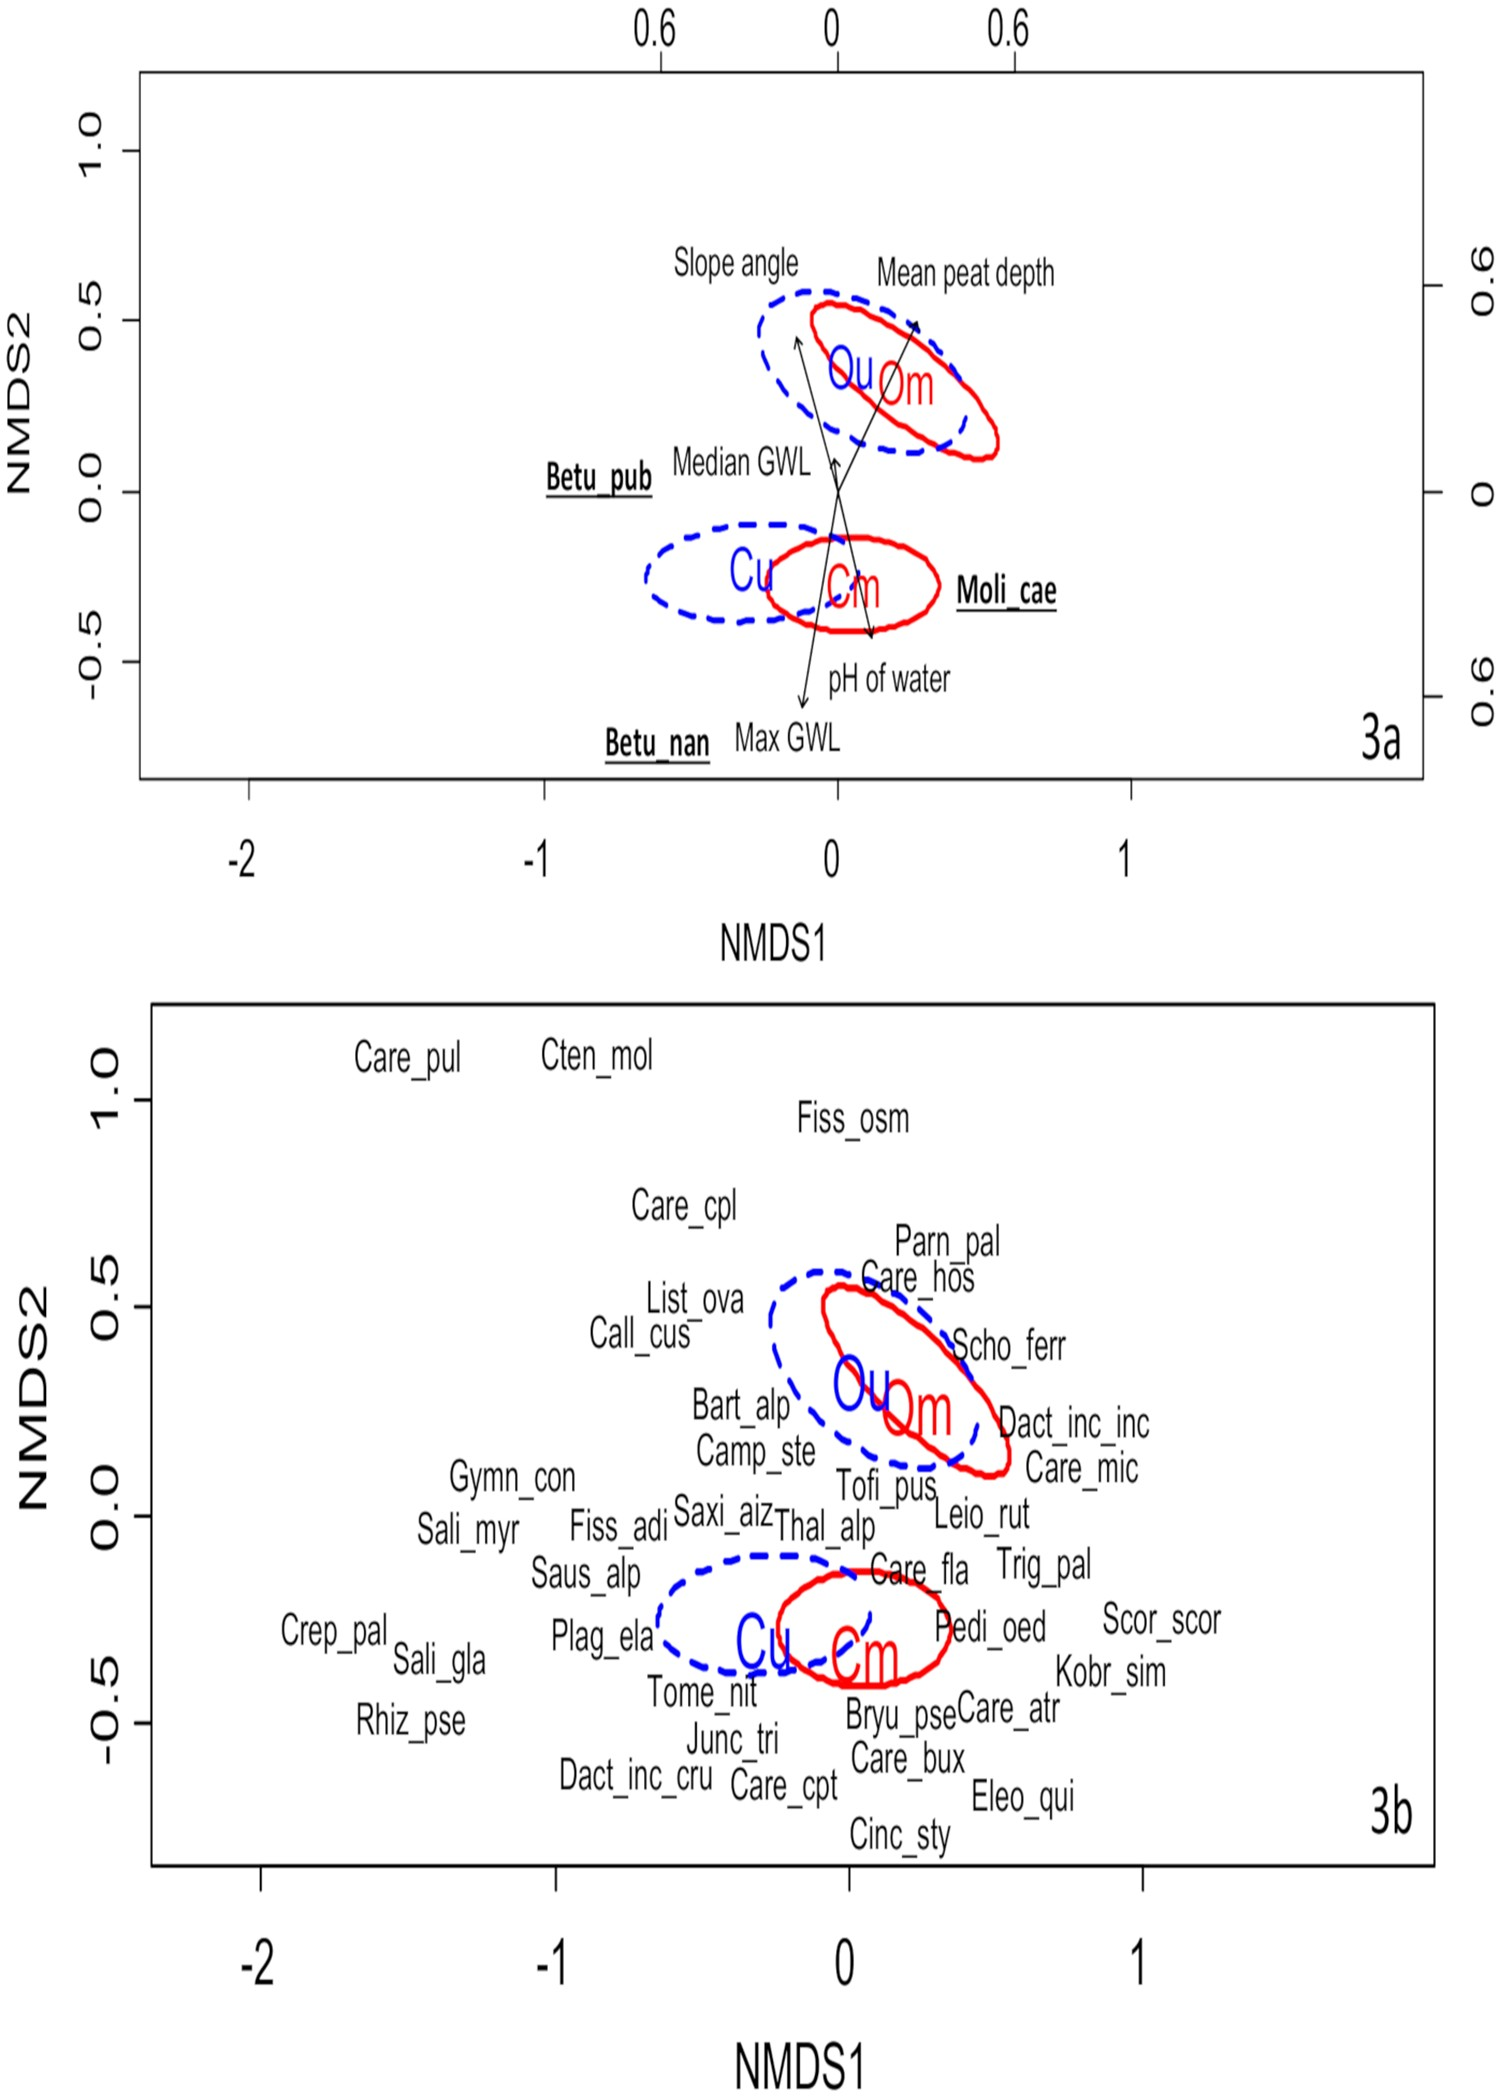 0.6 0 0.6
1.0
0.5
0.0
-0.5
NMDS2
0.6
0
0.6
Slope angle
Mean peat depth
Ou
Om
Median GWL
Betu_pub
Cu
Cm
Moli_cae
pH of water
Max GWL
Betu_nan
3a
-2 -1 0 1
NMDS1
1.0
0.5
0.0
-0.5
NMDS2
Care_pul
Cten_mol
Fiss_osm
Care_cpl
Parn_pal
Care_hos
List_ova
Call_cus
Scho_ferr
Ou
Om
Bart_alp
Dact_inc_inc
Camp_ste
Care_mic
Gymn_con
Tofi_pus
Sali_myr
Fiss_adi
Saxi_aiz
Thal_alp
Leio_rut
Saus_alp
Care_fla
Trig_pal
Crep_pal
Plag_ela
Cu
Cm
Pedi_oed
Scor_scor
Sali_gla
Kobr_sim
Tome_nit
Rhiz_pse
Bryu_pse
Care_atr
Junc_tri
Care_bux
Dact_inc_cru
Care_cpt
Eleo_qui
Cinc_sty
3b
-2 -1 0 1
NMDS1